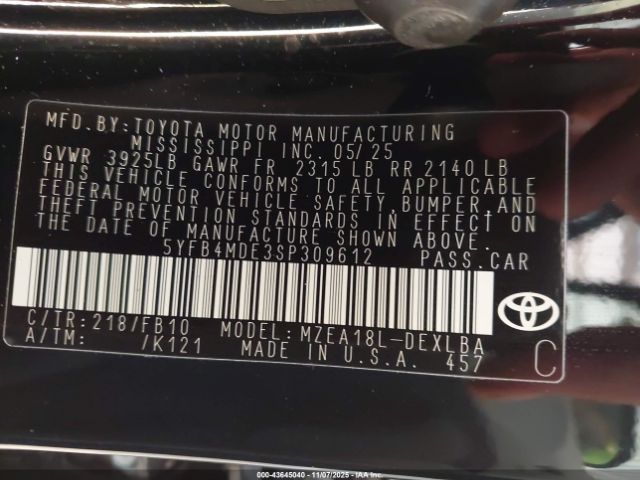 MFD.BY:TOYOTA MOTOR MANUFACTURING
MISSISSIPPI INC. 05/25
GVWR 3925LB GAWR FR 2315 LB RR 2140 LB
THIS VEHICLE CONFORMS TO ALL APPLICABLE
FEDERAL MOTOR VEHICLE SAFETY, BUMPER, AND
THEFT PREVENTION STANDARDS IN EFFECT ON
THE DATE OF MANUFACTURE SHOWN ABOVE.
5YFB4MDE3SP309612 PASS.CAR
C/TR:218/FB10 MODEL:MZEA18L-DEXLBA
A/TM: /K121 MADE IN U.S.A. 457
C
000-43645040 - 11/07/2025 - IAAI.CA